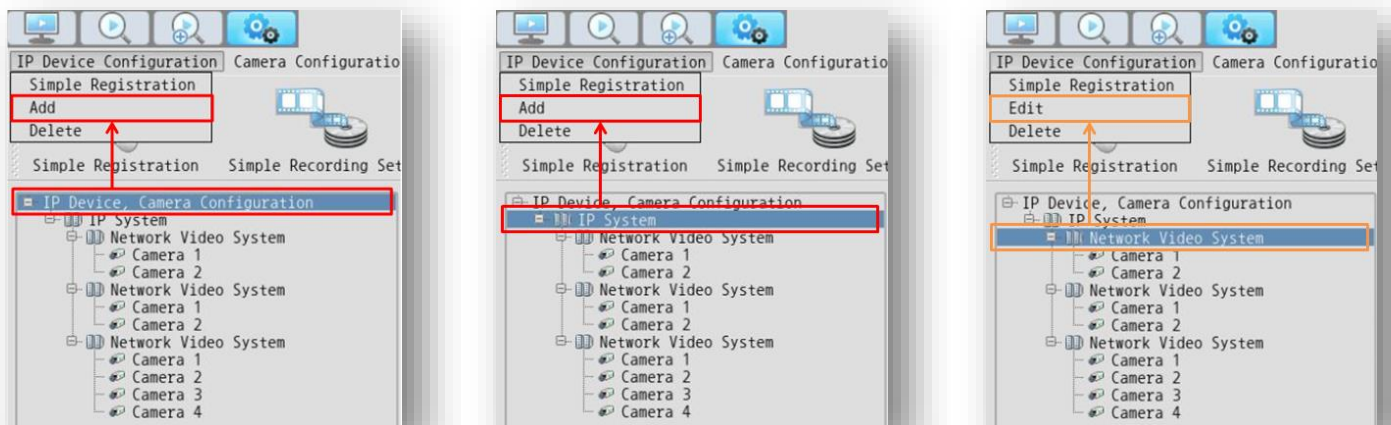 IP Device Configuration Camera Configuratio
Simple Registration
Add
Delete
Simple Registration Simple Recording Set
IP Device, Camera Configuration
IP System
Network Video System
Camera 1
Camera 2
Network Video System
Camera 1
Camera 2
Network Video System
Camera 1
Camera 2
Camera 3
Camera 4
IP Device Configuration Camera Configuratio
Simple Registration
Add
Delete
Simple Registration Simple Recording Set
IP Device, Camera Configuration
IP System
Network Video System
Camera 1
Camera 2
Network Video System
Camera 1
Camera 2
Network Video System
Camera 1
Camera 2
Camera 3
Camera 4
IP Device Configuration Camera Configuratio
Simple Registration
Edit
Delete
Simple Registration Simple Recording Set
IP Device, Camera Configuration
IP System
Network Video System
Camera 1
Camera 2
Network Video System
Camera 1
Camera 2
Network Video System
Camera 1
Camera 2
Camera 3
Camera 4